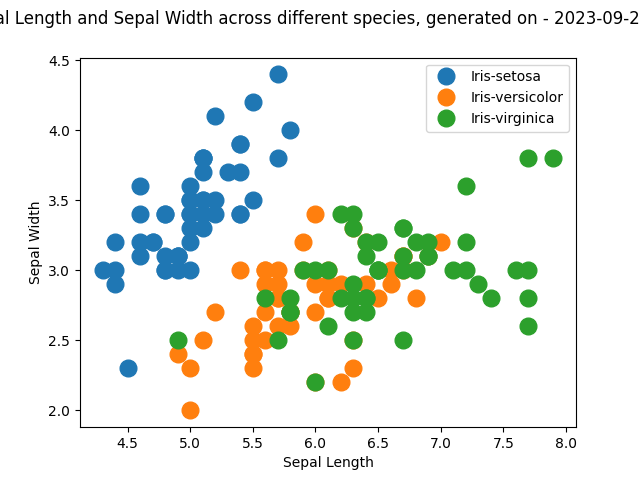 Length and Sepal Width across different species, generated on - 2023-09-2
4.5
4.0
3.5
3.0
2.5
2.0
Sepal Width
Iris-setosa
Iris-versicolor
Iris-virginica
4.5 5.0 5.5 6.0 6.5 7.0 7.5 8.0
Sepal Length